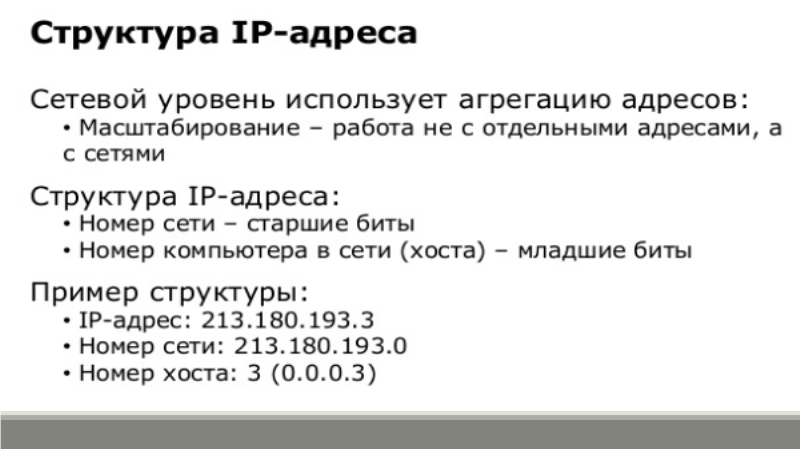 Структура IP-адреса
Сетевой уровень использует агрегацию адресов:
• Масштабирование – работа не с отдельными адресами, а
с сетями
Структура IP-адреса:
• Номер сети – старшие биты
• Номер компьютера в сети (хоста) – младшие биты
Пример структуры:
• IP-адрес: 213.180.193.3
• Номер сети: 213.180.193.0
• Номер хоста: 3 (0.0.0.3)